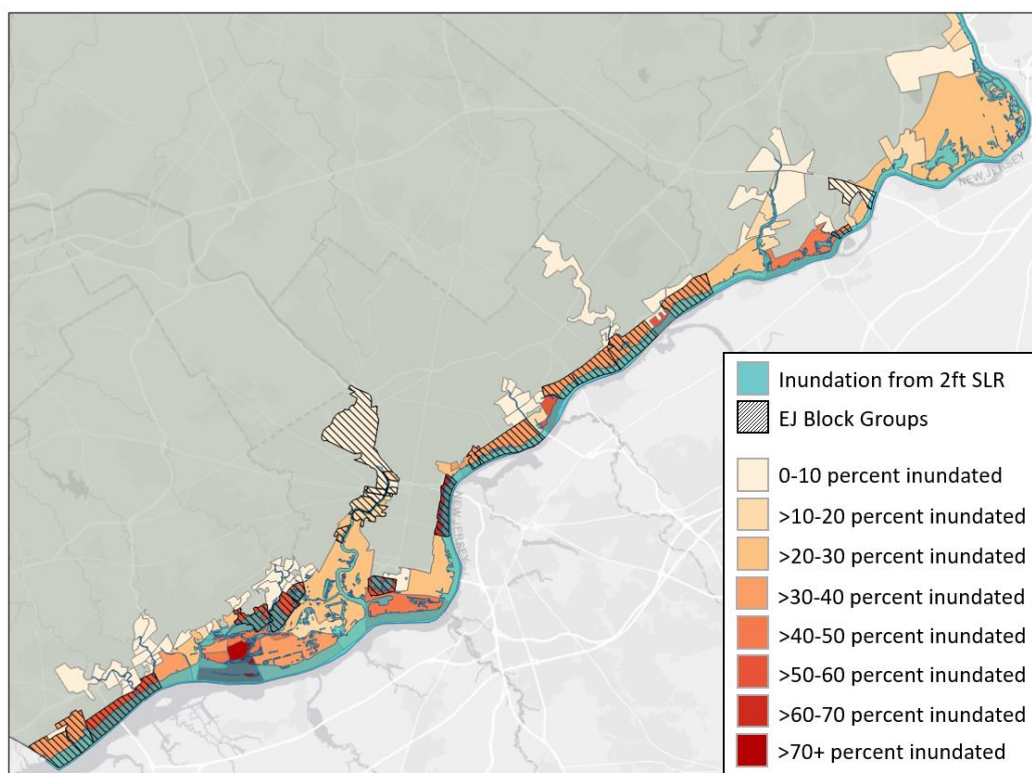 NEW JERSEY
JERSEY
Inundation from 2ft SLR
EJ Block Groups
0-10 percent inundated
>10-20 percent inundated
>20-30 percent inundated
>30-40 percent inundated
>40-50 percent inundated
>50-60 percent inundated
>60-70 percent inundated
>70+ percent inundated